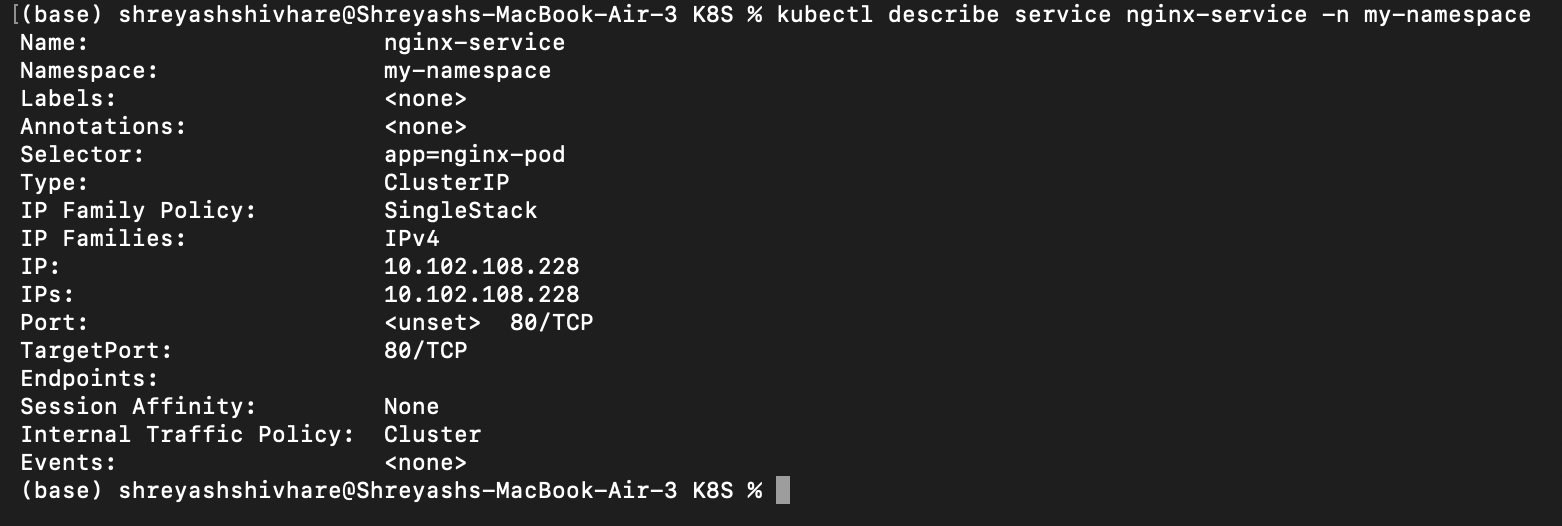 [(base) shreyashshivhare@Shreyashs-MacBook-Air-3 K8S % kubectl describe service nginx-service -n my-namespace
Name:                     nginx-service
Namespace:                my-namespace
Labels:                   <none>
Annotations:              <none>
Selector:                 app=nginx-pod
Type:                     ClusterIP
IP Family Policy:         SingleStack
IP Families:              IPv4
IP:                       10.102.108.228
IPs:                      10.102.108.228
Port:                     <unset>  80/TCP
TargetPort:               80/TCP
Endpoints:
Session Affinity:         None
Internal Traffic Policy:  Cluster
Events:                   <none>
(base) shreyashshivhare@Shreyashs-MacBook-Air-3 K8S %